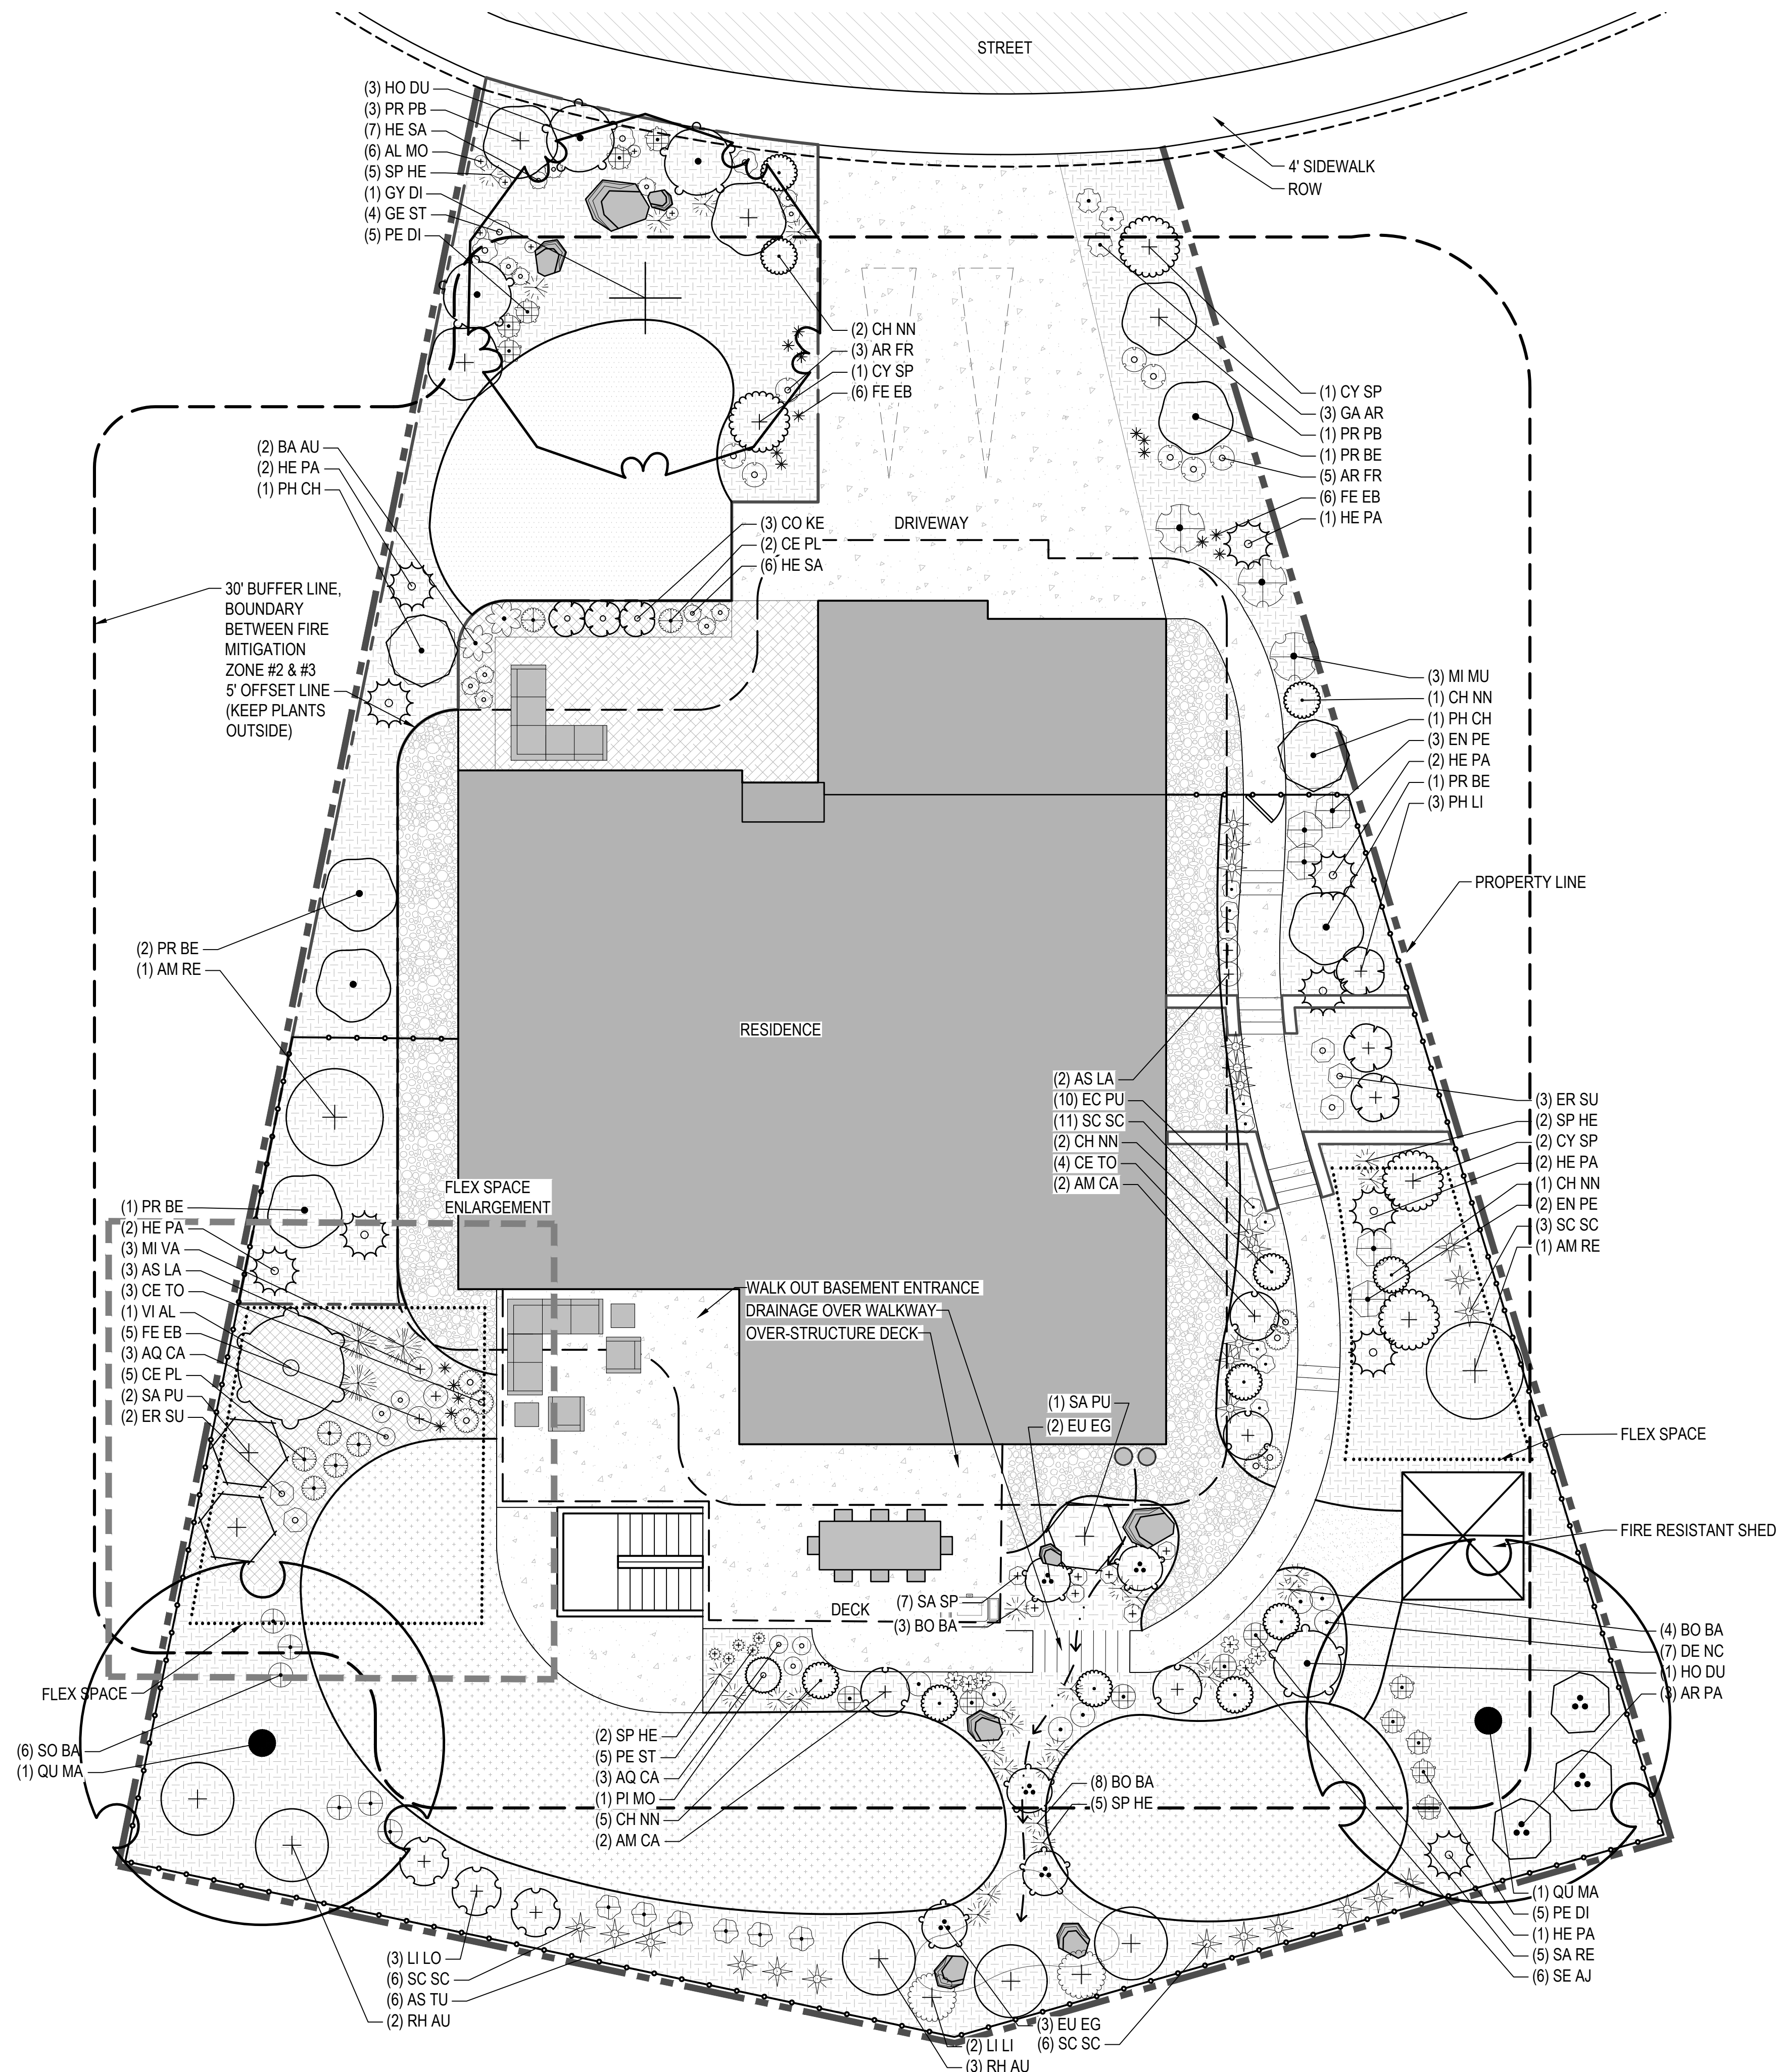 STREET
(3) HO DU
(3) PR PB
(7) HE SA
(6) AL MO
(5) SP HE
(1) GY DI
(4) GE ST
(5) PE DI
4' SIDEWALK
ROW
(2) CH NN
(3) AR FR
(1) CY SP
(6) FE EB
(1) CY SP
(3) GA AR
(1) PR PB
(1) PR BE
(5) AR FR
(6) FE EB
(1) HE PA
(2) BA AU
(2) HE PA
(1) PH CH
(3) CO KE
(2) CE PL
(6) HE SA
DRIVEWAY
30' BUFFER LINE,
BOUNDARY
BETWEEN FIRE
MITIGATION
ZONE #2 & #3
5' OFFSET LINE
(KEEP PLANTS
OUTSIDE)
(3) MI MU
(1) CH NN
(1) PH CH
(3) EN PE
(2) HE PA
(1) PR BE
(3) PH LI
PROPERTY LINE
(2) PR BE
(1) AM RE
RESIDENCE
(2) AS LA
(10) EC PU
(11) SC SC
(2) CH NN
(4) CE TO
(2) AM CA
(3) ER SU
(2) SP HE
(2) CY SP
(2) HE PA
(1) CH NN
(2) EN PE
(3) SC SC
(1) AM RE
FLEX SPACE
ENLARGEMENT
(1) PR BE
(2) HE PA
(3) MI VA
(3) AS LA
(3) CE TO
(1) VI AL
(5) FE EB
(3) AQ CA
(5) CE PL
(2) SA PU
(2) ER SU
WALK OUT BASEMENT ENTRANCE
DRAINAGE OVER WALKWAY
OVER-STRUCTURE DECK
(1) SA PU
(2) EU EG
FLEX SPACE
FIRE RESISTANT SHED
DECK
(7) SA SP
(3) BO BA
(4) BO BA
(7) DE NC
(1) HO DU
(3) AR PA
FLEX SPACE
(6) SO BA
(1) QU MA
(2) SP HE
(5) PE ST
(3) AQ CA
(1) PI MO
(5) CH NN
(2) AM CA
(8) BO BA
(5) SP HE
(1) QU MA
(5) PE DI
(1) HE PA
(5) SA RE
(6) SE AJ
(3) LI LO
(6) SC SC
(6) AS TU
(2) RH AU
(3) EU EG
(6) SC SC
(2) LI LI
(3) RH AU